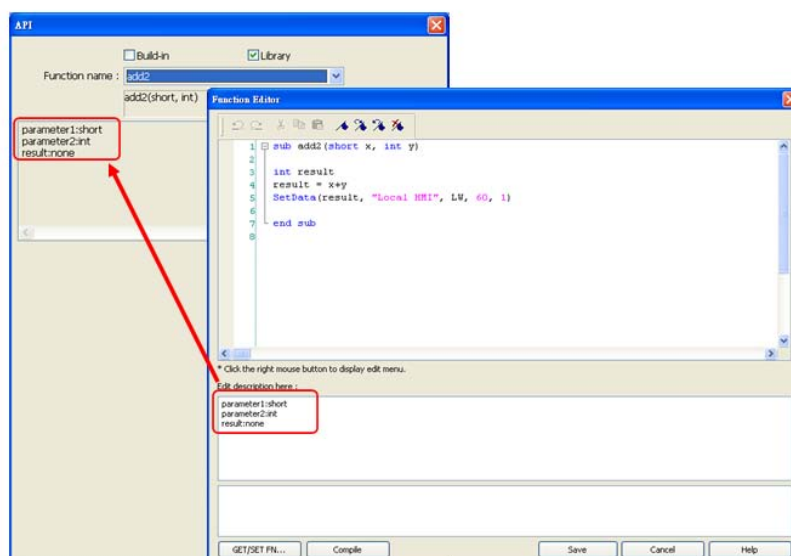 API
Build-in
Library
Function name :
add2
add2(short, int)
parameter1:short
parameter2:int
result:none
Function Editor
1 sub add2(short x, int y)
2
3 int result
4 result = x+y
5 SetData(result, "Local HMI", LW, 60, 1)
6
7 end sub
8
* Click the right mouse button to display edit menu.
Edit description here :
parameter1:short
parameter2:int
result:none
GET/SET FN...
Compile
Save
Cancel
Help